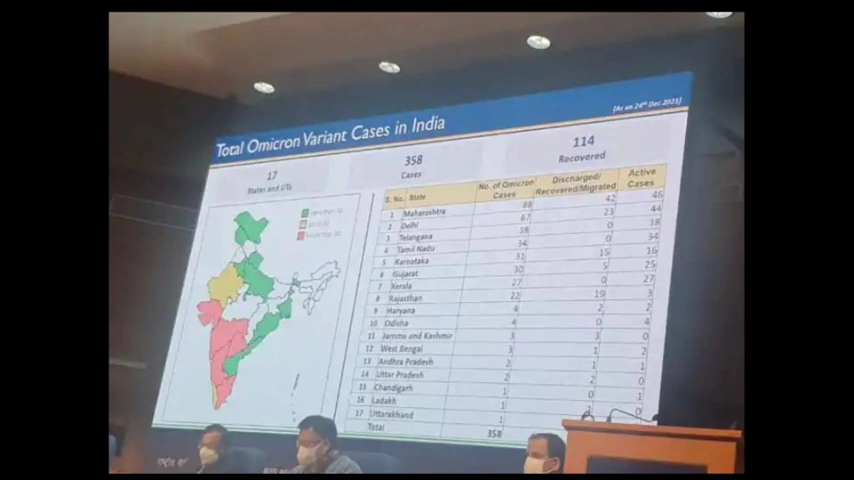 (As on 24th Dec 2021)
Total Omicron Variant Cases in India
17
States and UTs
358
Cases
114
Recovered
S. No. State No. of Omicron Cases Discharged/ Recovered/Migrated Active Cases
1 Maharashtra 88 42 46
2 Delhi 67 23 44
3 Telangana 38 0 38
4 Tamil Nadu 34 0 34
5 Karnataka 31 15 16
6 Gujarat 30 5 25
7 Kerala 27 0 27
8 Rajasthan 22 19 3
9 Haryana 4 2 2
10 Odisha 4 0 4
11 Jammu and Kashmir 3 3 0
12 West Bengal 3 1 2
13 Andhra Pradesh 2 1 1
14 Uttar Pradesh 2 2 0
15 Chandigarh 1 0 1
16 Ladakh 1 1 0
17 Uttarakhand 1
Total 358